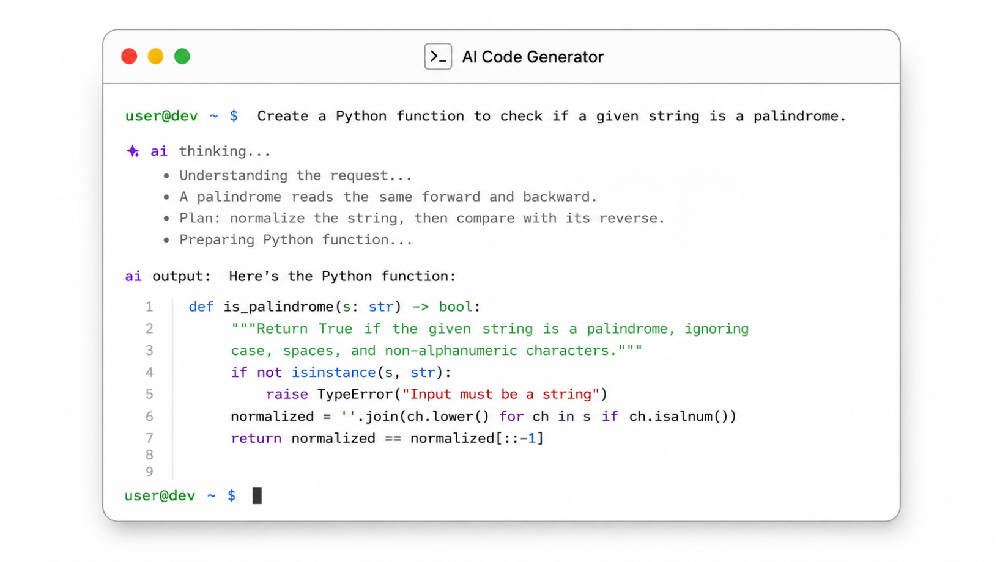 >_ AI Code Generator
user@dev ~ $ Create a Python function to check if a given string is a palindrome.
ai thinking...
• Understanding the request...
• A palindrome reads the same forward and backward.
• Plan: normalize the string, then compare with its reverse.
• Preparing Python function...
ai output: Here’s the Python function:
1 def is_palindrome(s: str) -> bool:
2 """Return True if the given string is a palindrome, ignoring
3 case, spaces, and non-alphanumeric characters."""
4 if not isinstance(s, str):
5 raise TypeError("Input must be a string")
6 normalized = ''.join(ch.lower() for ch in s if ch.isalnum())
7 return normalized == normalized[::-1]
8
9
user@dev ~ $